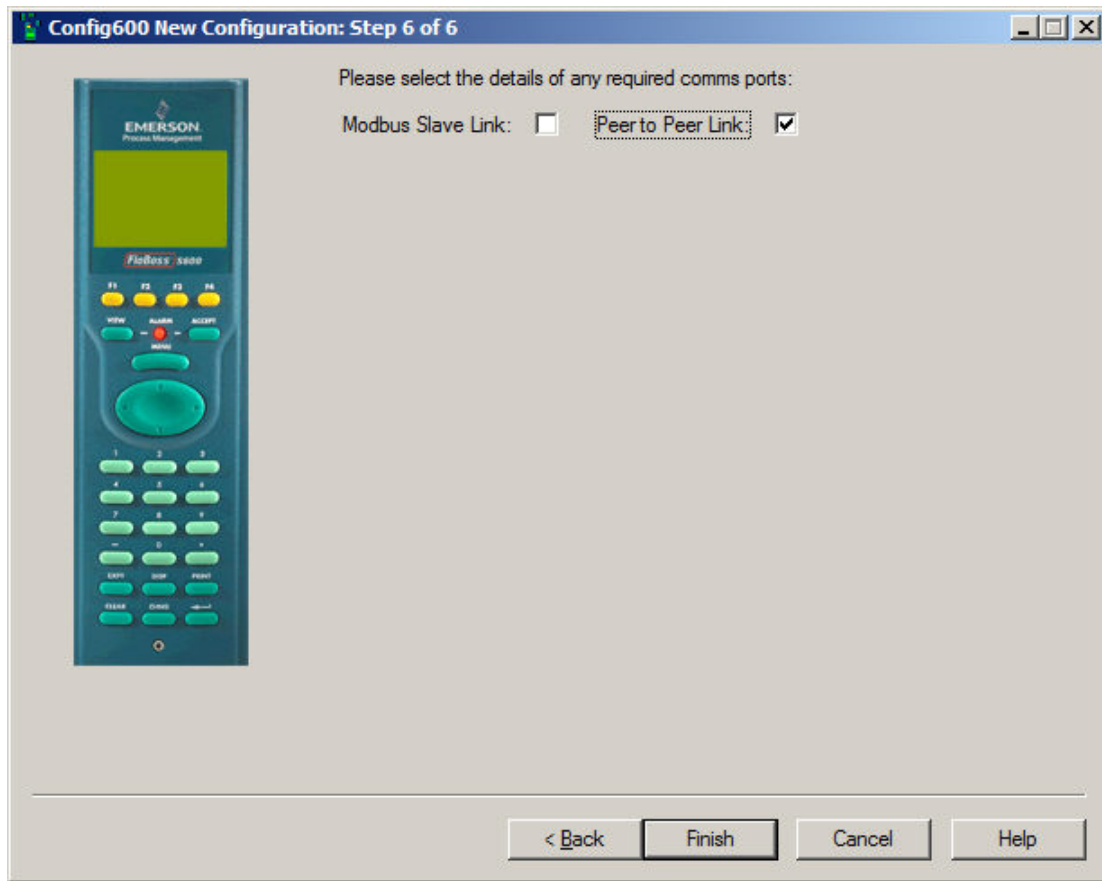 Config600 New Configuration: Step 6 of 6
Please select the details of any required comms ports:
Modbus Slave Link: Peer to Peer Link:
EMERSON
Process Management
FloBoss S600
F1 F2 F3 F4
VIEW ALARM ACCEPT
MENU
1 2 3
4 5 6
7 8 9
− 0 •
EXPT DISP PRINT
CLEAR CHNG
< Back Finish Cancel Help